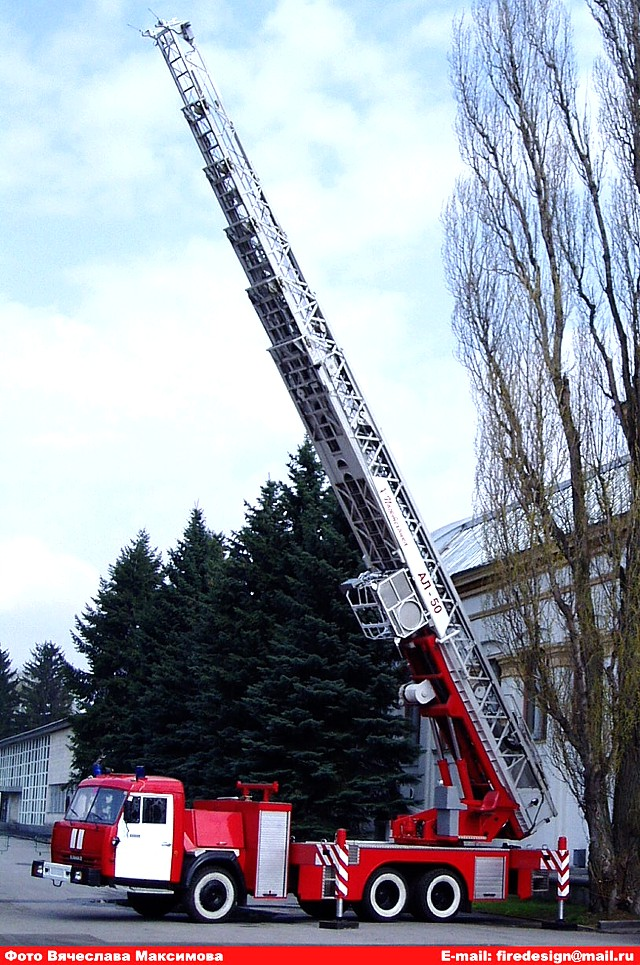 АЛ-50
Фото Вячеслава Максимова
E-mail: firedesign@mail.ru